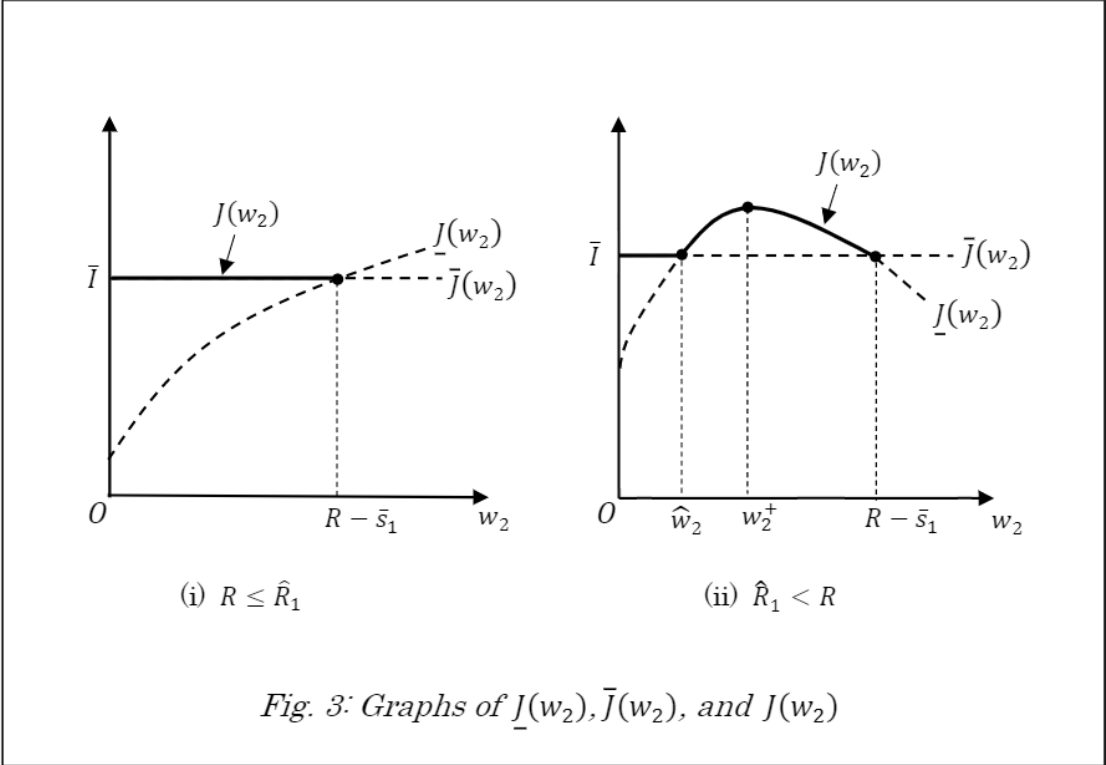 J(w₂)
J̲(w₂)
Ī
J̄(w₂)
O
R − s̄₁
w₂
(i) R ≤ R̂₁
J(w₂)
Ī
J̄(w₂)
J̲(w₂)
O
ŵ₂
w₂⁺
R − s̄₁
w₂
(ii) R̂₁ < R
Fig. 3: Graphs of J̲(w₂), J̄(w₂), and J(w₂)